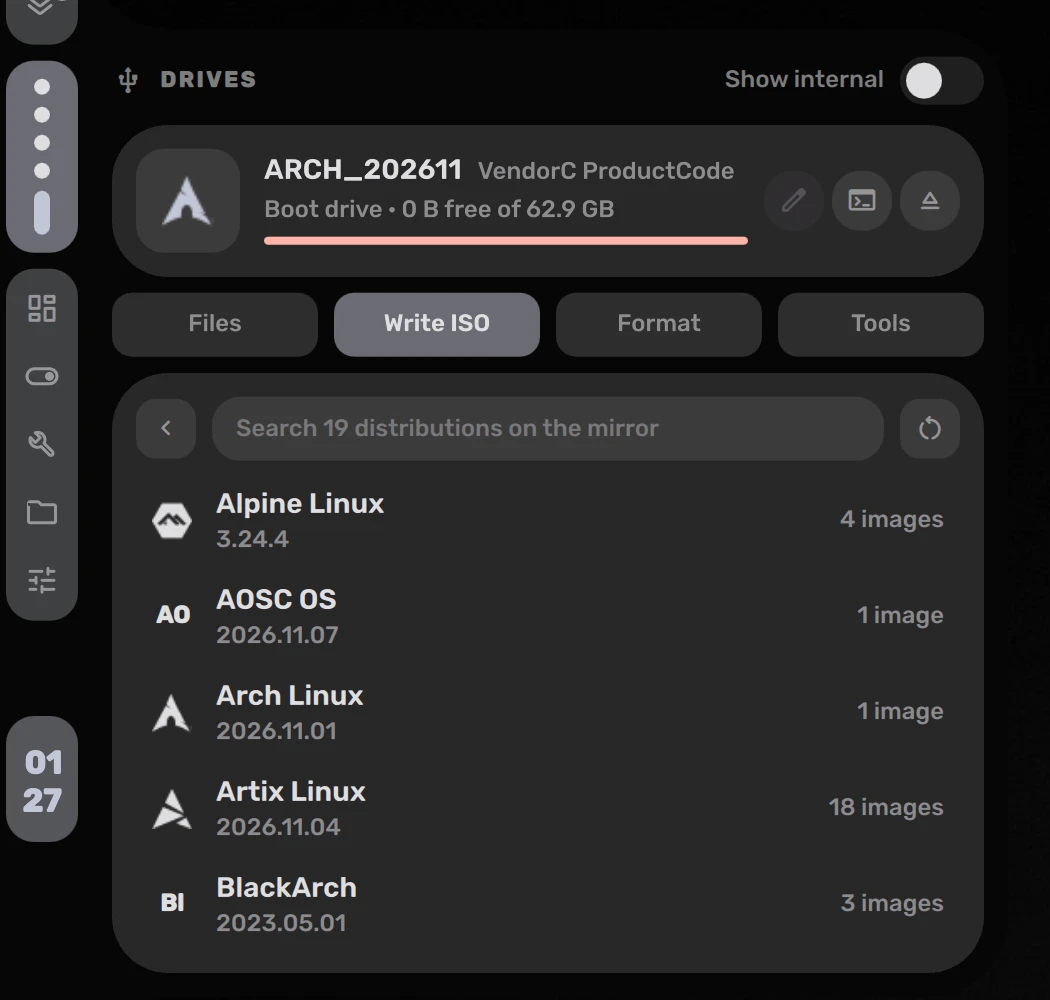 DRIVES
Show internal
ARCH_202611 VendorC ProductCode
Boot drive • 0 B free of 62.9 GB
Files
Write ISO
Format
Tools
Search 19 distributions on the mirror
Alpine Linux
3.24.4
4 images
AO
AOSC OS
2026.11.07
1 image
Arch Linux
2026.11.01
1 image
Artix Linux
2026.11.04
18 images
Bl
BlackArch
2023.05.01
3 images
01
27